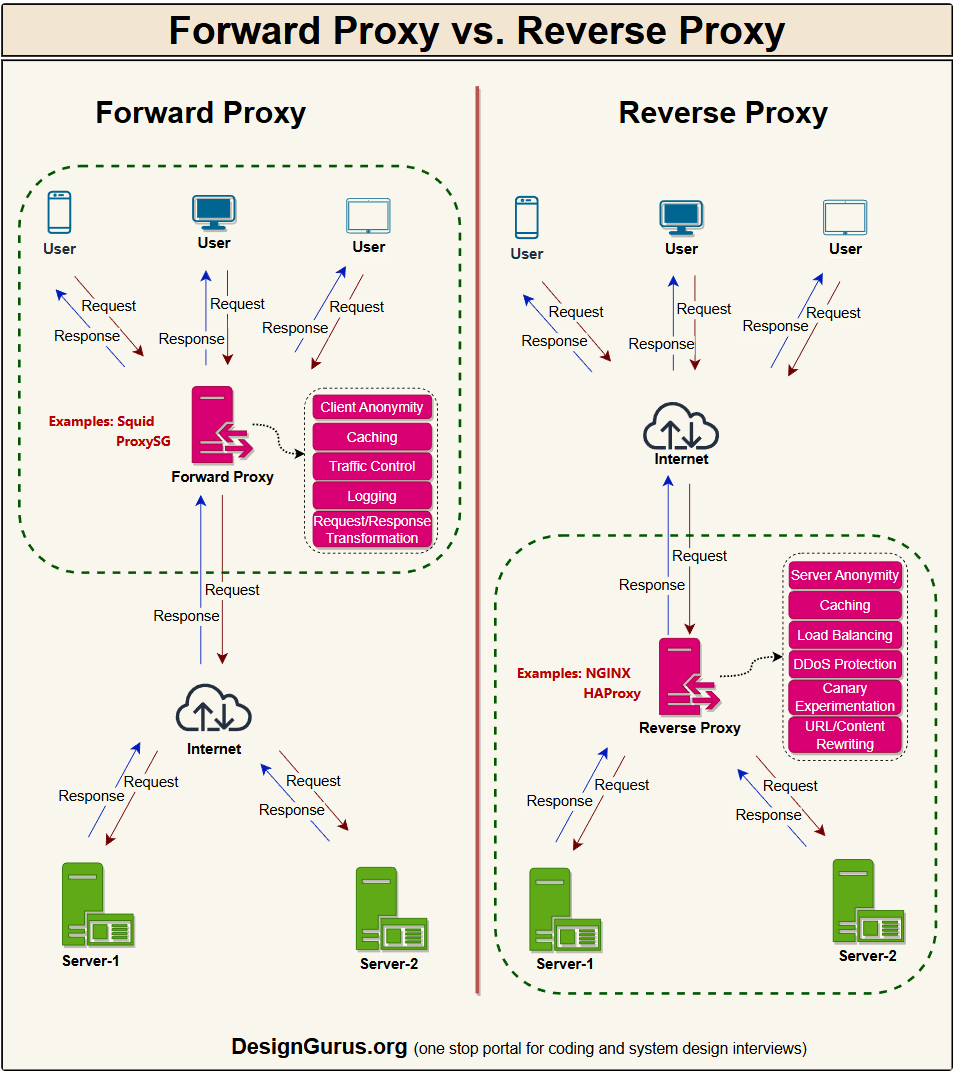 Forward Proxy vs. Reverse Proxy
Forward Proxy
User
User
User
Request
Response
Request
Response
Request
Response
Examples: Squid
ProxySG
Forward Proxy
Client Anonymity
Caching
Traffic Control
Logging
Request/Response
Transformation
Request
Response
Internet
Request
Response
Request
Response
Server-1
Server-2
Reverse Proxy
User
User
User
Request
Response
Request
Response
Request
Response
Internet
Request
Response
Examples: NGINX
HAProxy
Reverse Proxy
Server Anonymity
Caching
Load Balancing
DDoS Protection
Canary
Experimentation
URL/Content
Rewriting
Request
Response
Request
Response
Server-1
Server-2
DesignGurus.org (one stop portal for coding and system design interviews)